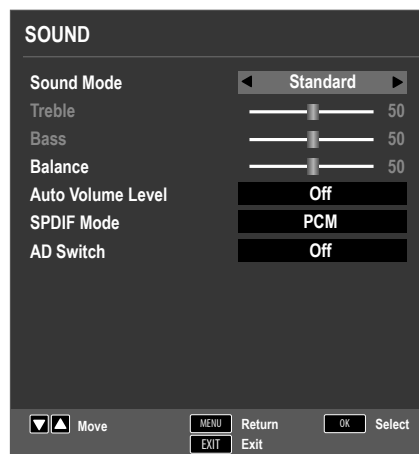 SOUND
Sound Mode Standard
Treble 50
Bass 50
Balance 50
Auto Volume Level Off
SPDIF Mode PCM
AD Switch Off
Move MENU Return OK Select
EXIT Exit